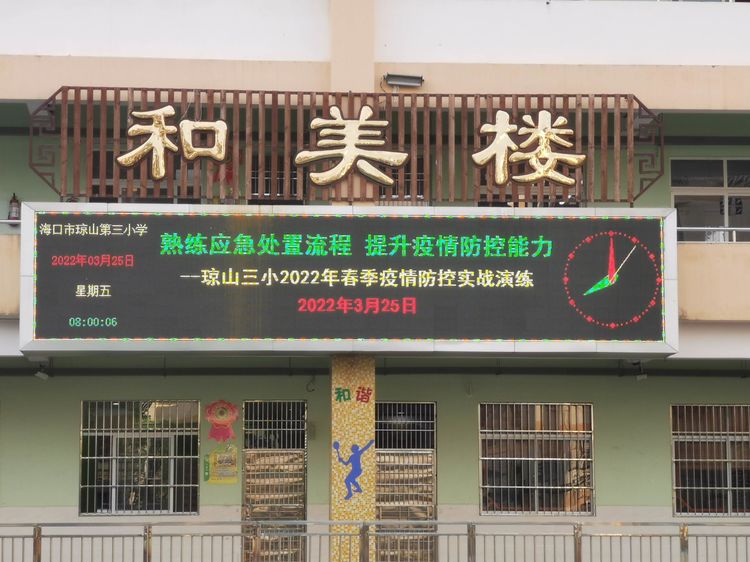 和美楼
海口市琼山第三小学
2022年03月25日
星期五
08:00:06
熟练应急处置流程 提升疫情防控能力
--琼山三小2022年春季疫情防控实战演练
2022年3月25日
和谐